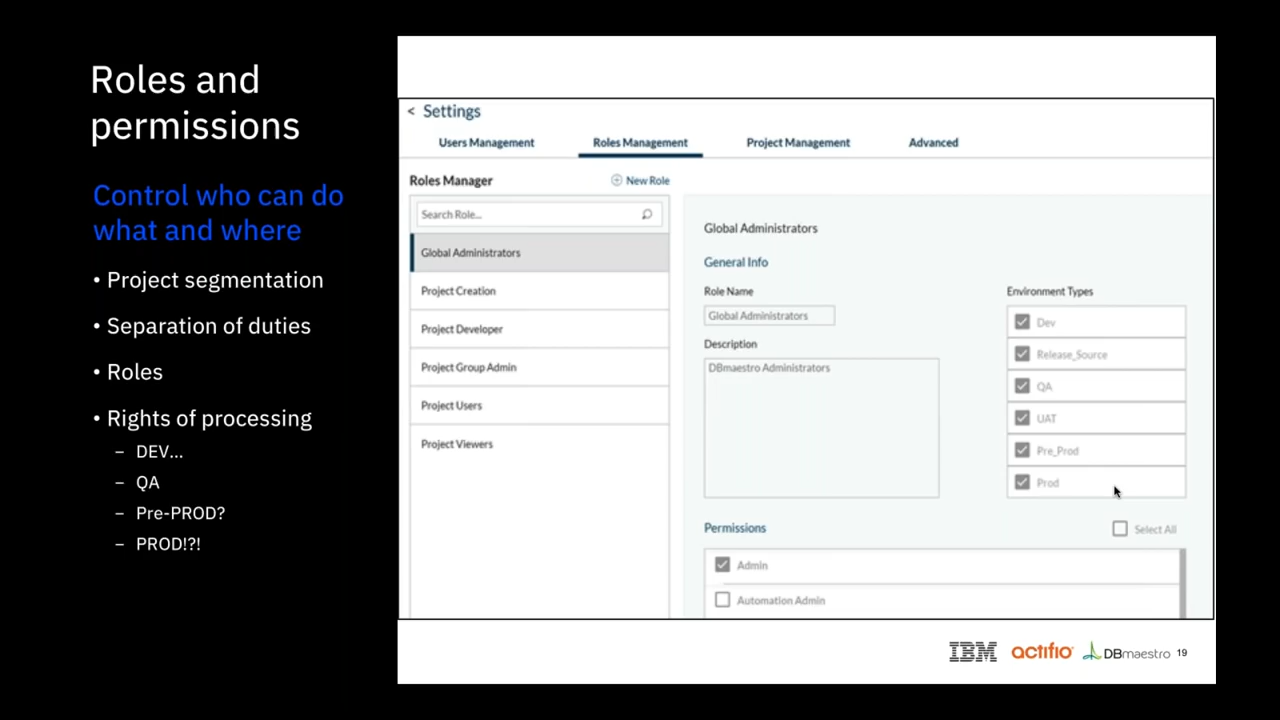 Roles and
permissions
Control who can do
what and where
• Project segmentation
• Separation of duties
• Roles
• Rights of processing
– DEV...
– QA
– Pre-PROD?
– PROD!?!
< Settings
Users Management
Roles Management
Project Management
Advanced
Roles Manager
New Role
Search Role...
Global Administrators
Project Creation
Project Developer
Project Group Admin
Project Users
Project Viewers
Global Administrators
General Info
Role Name
Global Administrators
Description
DBmaestro Administrators
Environment Types
Dev
Release_Source
QA
UAT
Pre_Prod
Prod
Permissions
Select All
Admin
Automation Admin
IBM actifio DBmaestro 19